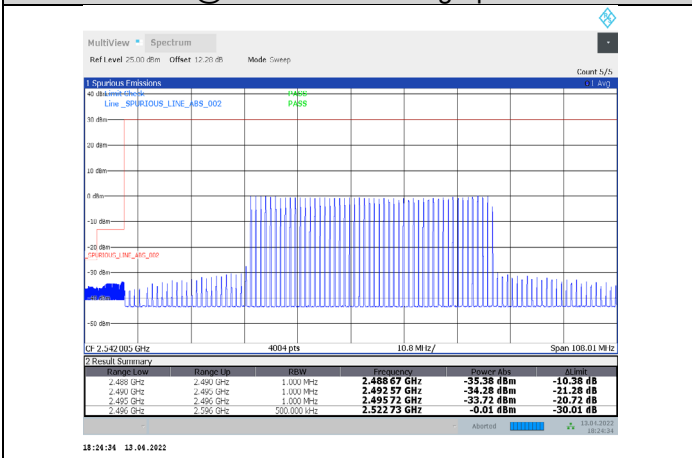 MultiView Spectrum
Ref Level 25.00 dBm Offset 12.28 dB Mode Sweep
Count 5/5
1 Spurious Emissions Avg
40 dBm Limit Check PASS
Line _SPURIOUS_LINE_ABS_002 PASS
30 dBm
20 dBm
10 dBm
0 dBm
-10 dBm
-20 dBm
_SPURIOUS_LINE_ABS_002
-30 dBm
-40 dBm
-50 dBm
CF 2.542 005 GHz 4004 pts 10.8 MHz/ Span 108.01 MHz
2 Result Summary
Range Low Range Up RBW Frequency Power Abs ΔLimit
2.488 GHz 2.490 GHz 1.000 MHz 2.488 67 GHz -35.38 dBm -10.38 dB
2.490 GHz 2.495 GHz 1.000 MHz 2.492 57 GHz -34.28 dBm -21.28 dB
2.495 GHz 2.496 GHz 1.000 MHz 2.495 72 GHz -33.72 dBm -20.72 dB
2.496 GHz 2.596 GHz 500.000 kHz 2.522 73 GHz -0.01 dBm -30.01 dB
Aborted 13.04.2022
18:24:34
18:24:34 13.04.2022